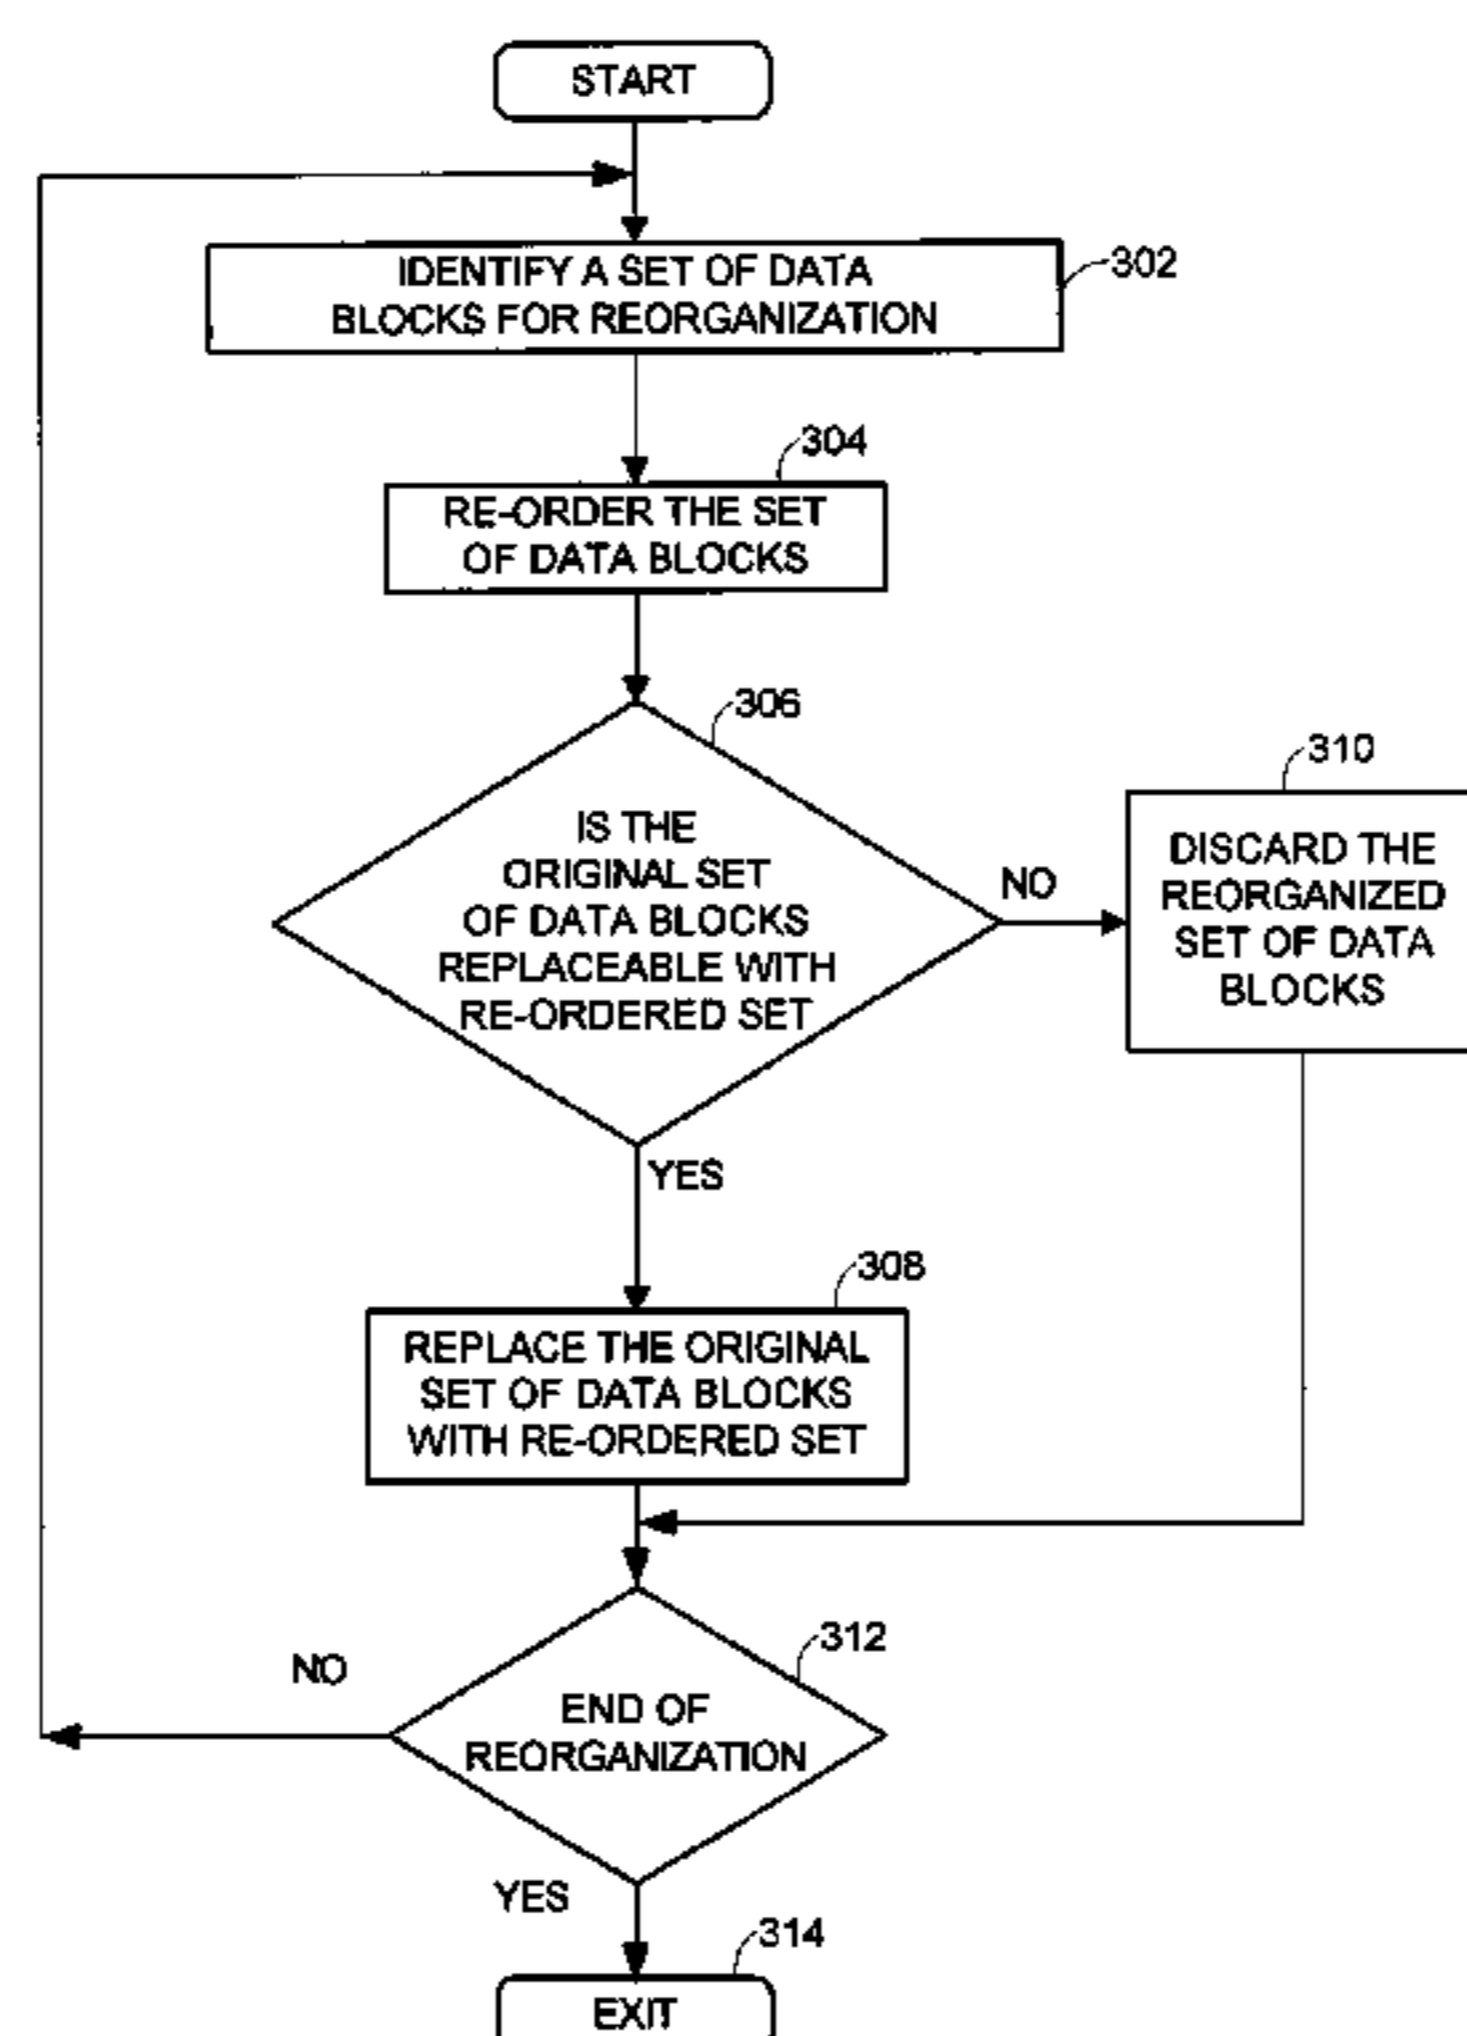 START
IDENTIFY A SET OF DATA
BLOCKS FOR REORGANIZATION
302
304
RE-ORDER THE SET
OF DATA BLOCKS
306
IS THE
ORIGINAL SET
OF DATA BLOCKS
REPLACEABLE WITH
RE-ORDERED SET
NO
310
DISCARD THE
REORGANIZED
SET OF DATA
BLOCKS
YES
308
REPLACE THE ORIGINAL
SET OF DATA BLOCKS
WITH RE-ORDERED SET
312
NO
END OF
REORGANIZATION
YES
314
EXIT